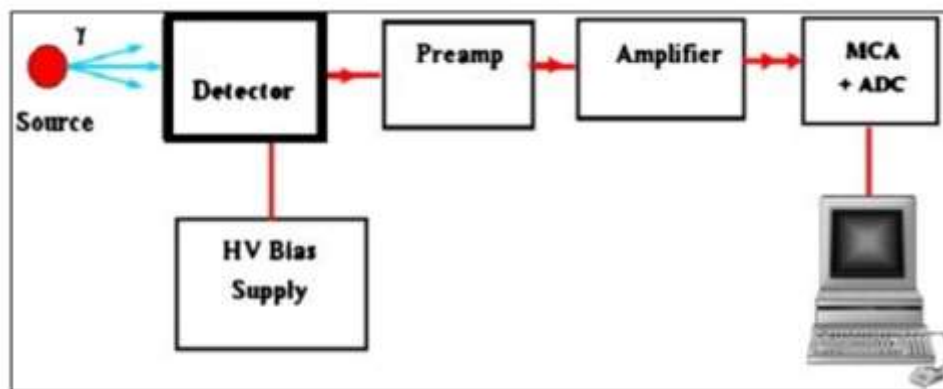 γ
Source
Detector
Preamp
Amplifier
MCA
+ ADC
HV Bias
Supply